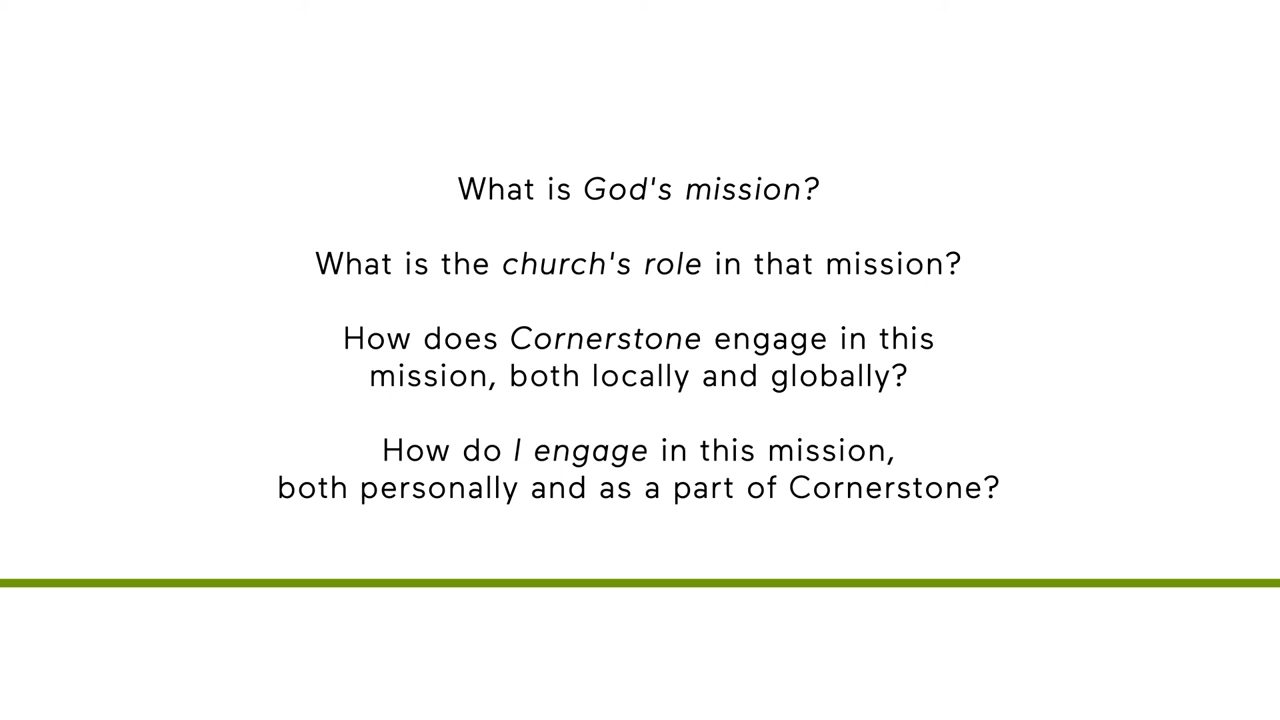 What is God's mission?
What is the church's role in that mission?
How does Cornerstone engage in this
mission, both locally and globally?
How do I engage in this mission,
both personally and as a part of Cornerstone?